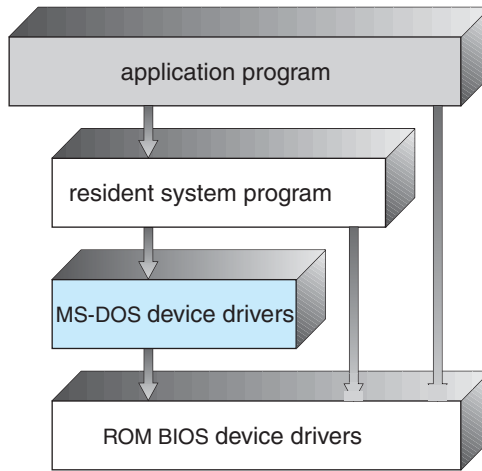 application program
resident system program
MS-DOS device drivers
ROM BIOS device drivers